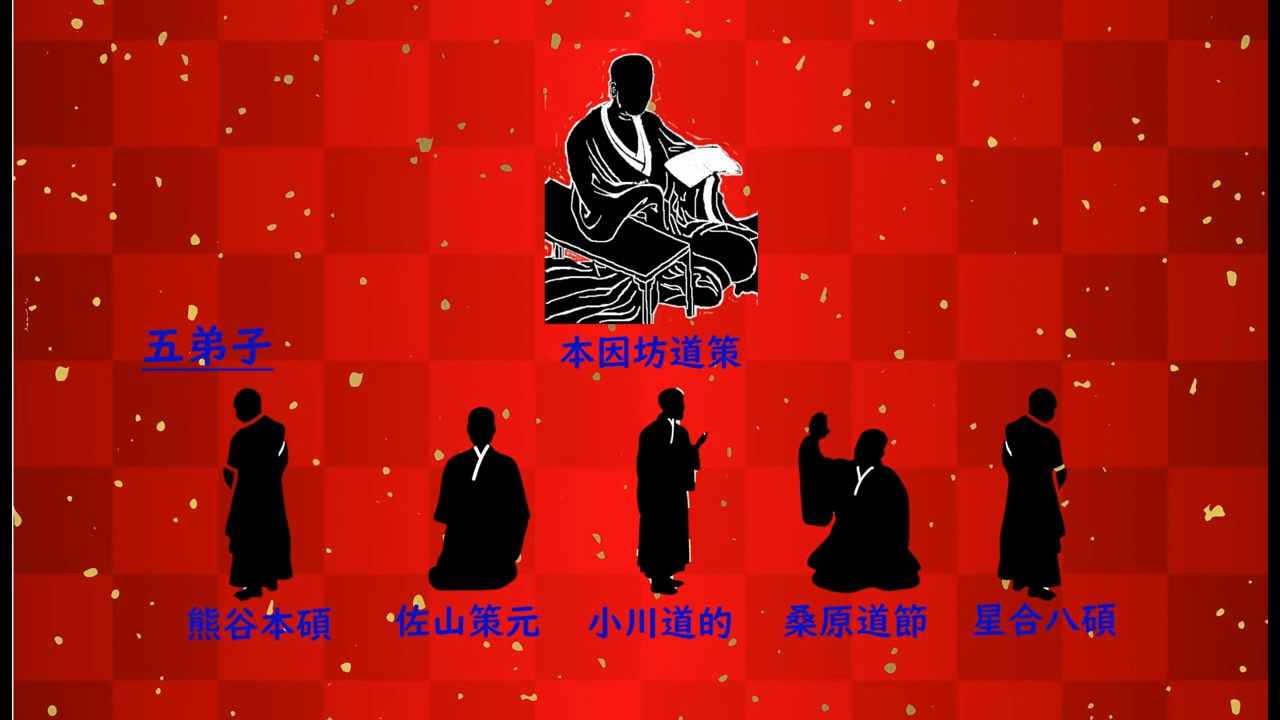 本因坊道策
五弟子
熊谷本碩
佐山策元
小川道的
桑原道節
星合八碩